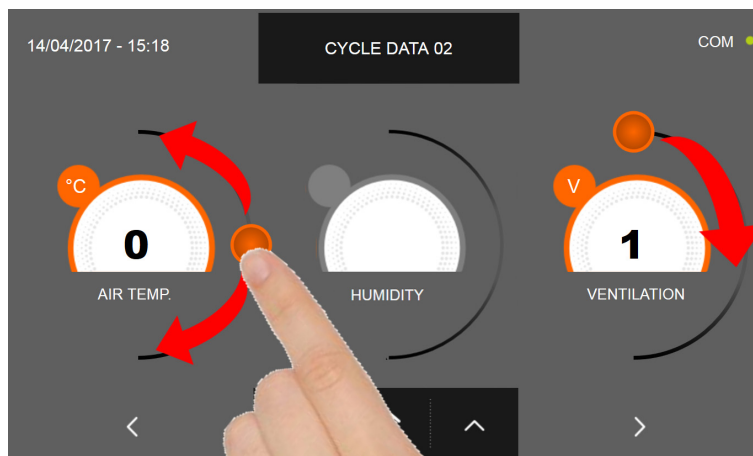 14/04/2017 - 15:18
CYCLE DATA 02
COM
°C
V
0
1
AIR TEMP.
HUMIDITY
VENTILATION